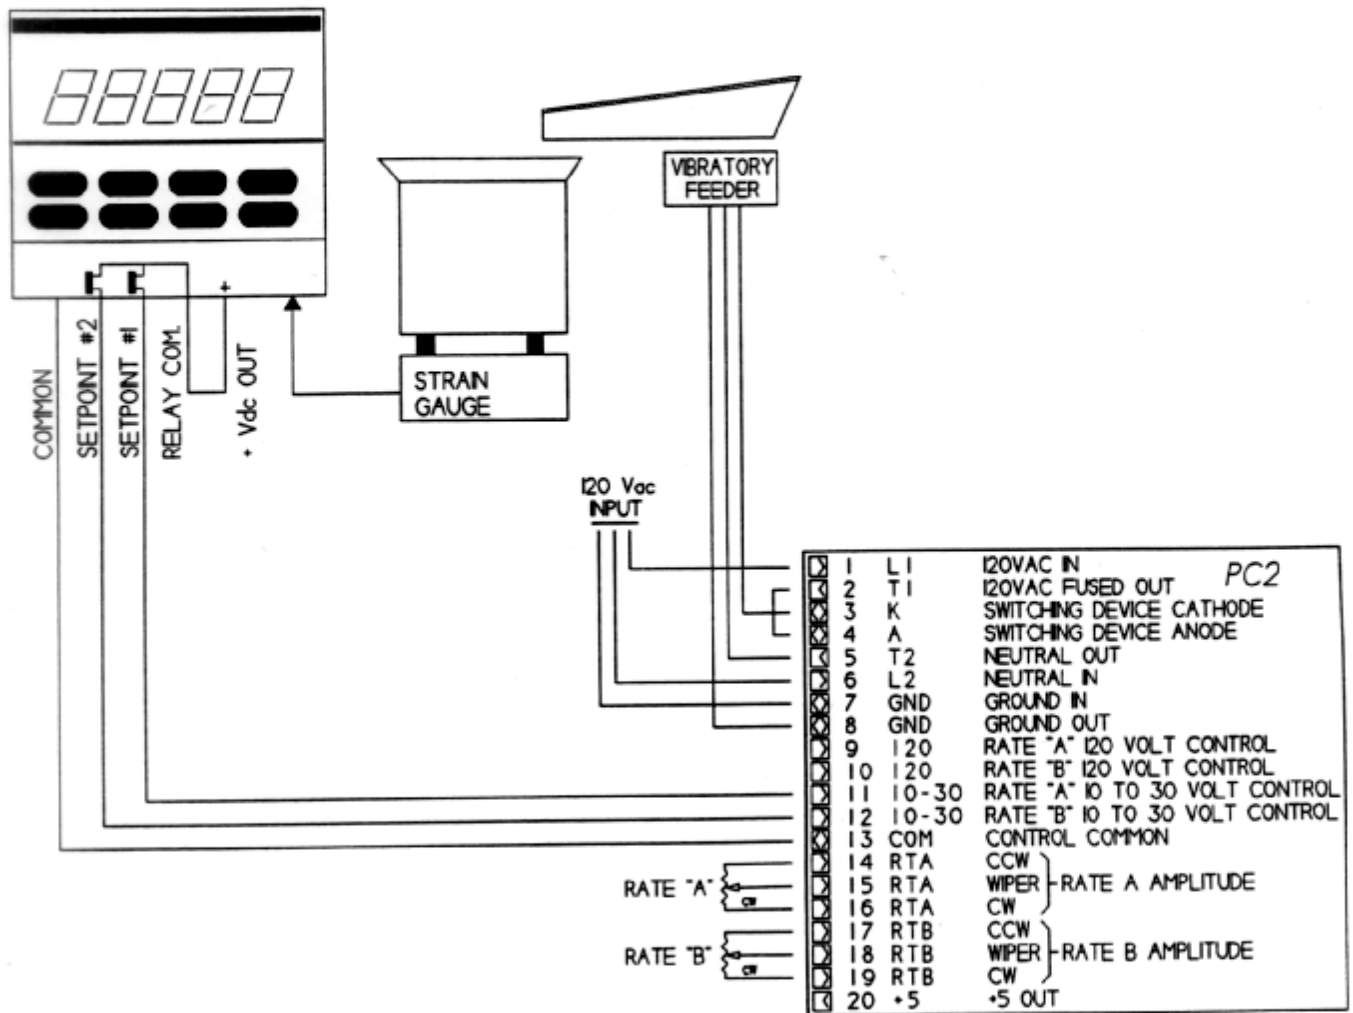 VIBRATORY
FEEDER
COMMON
SETPOINT #2
SETPOINT #1
RELAY COM.
+ Vdc OUT
+
STRAIN
GAUGE
120 Vac
INPUT
PC2
1 L1 120VAC IN
2 T1 120VAC FUSED OUT
3 K SWITCHING DEVICE CATHODE
4 A SWITCHING DEVICE ANODE
5 T2 NEUTRAL OUT
6 L2 NEUTRAL IN
7 GND GROUND IN
8 GND GROUND OUT
9 120 RATE "A" 120 VOLT CONTROL
10 120 RATE "B" 120 VOLT CONTROL
11 10-30 RATE "A" 10 TO 30 VOLT CONTROL
12 10-30 RATE "B" 10 TO 30 VOLT CONTROL
13 COM CONTROL COMMON
14 RTA CCW
15 RTA WIPER RATE A AMPLITUDE
16 RTA CW
17 RTB CCW
18 RTB WIPER RATE B AMPLITUDE
19 RTB CW
20 +5 +5 OUT
RATE "A"
CW
RATE "B"
CW